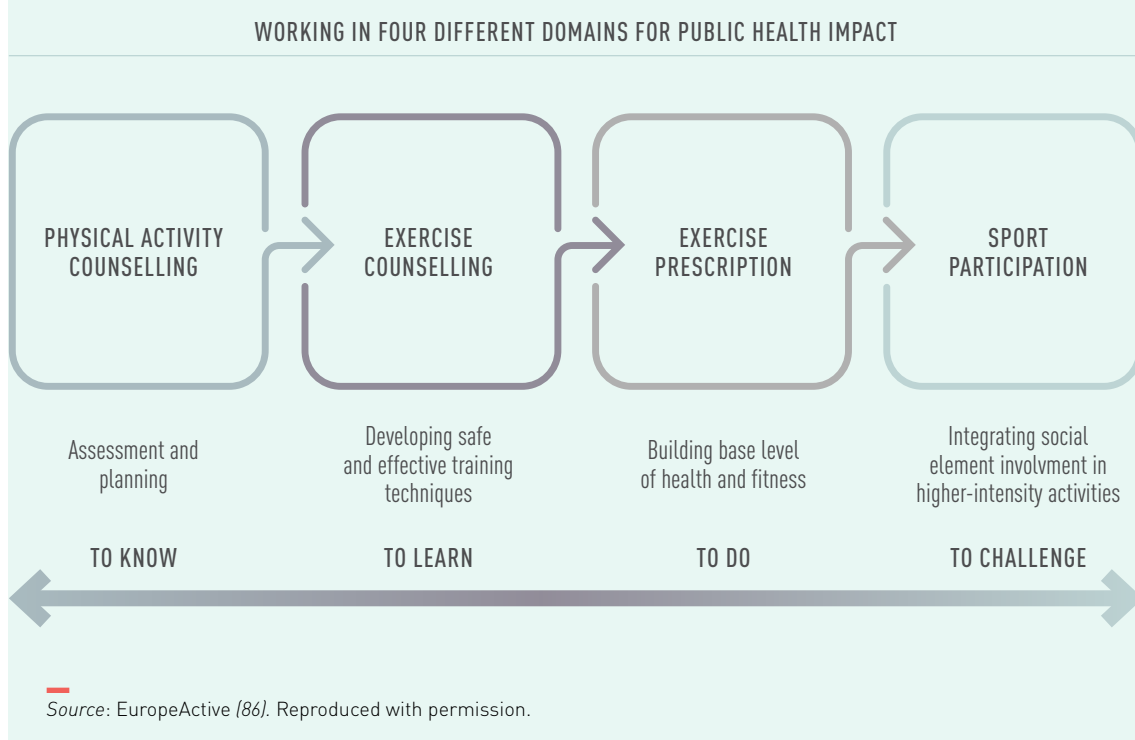 WORKING IN FOUR DIFFERENT DOMAINS FOR PUBLIC HEALTH IMPACT
PHYSICAL ACTIVITY
COUNSELLING
EXERCISE
COUNSELLING
EXERCISE
PRESCRIPTION
SPORT
PARTICIPATION
Assessment and
planning
Developing safe
and effective training
techniques
Building base level
of health and fitness
Integrating social
element involvment in
higher-intensity activities
TO KNOW
TO LEARN
TO DO
TO CHALLENGE
Source: EuropeActive (86). Reproduced with permission.